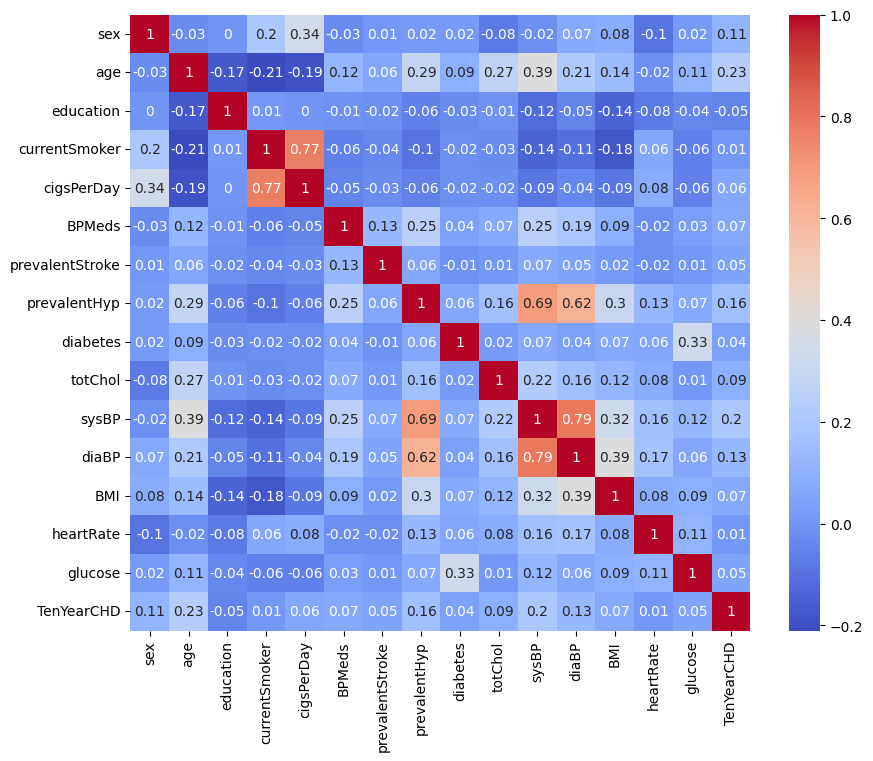 sex 1 -0.03 0 0.2 0.34 -0.03 0.01 0.02 0.02 -0.08 -0.02 0.07 0.08 -0.1 0.02 0.11
age -0.03 1 -0.17 -0.21 -0.19 0.12 0.06 0.29 0.09 0.27 0.39 0.21 0.14 -0.02 0.11 0.23
education 0 -0.17 1 0.01 0 -0.01 -0.02 -0.06 -0.03 -0.01 -0.12 -0.05 -0.14 -0.08 -0.04 -0.05
currentSmoker 0.2 -0.21 0.01 1 0.77 -0.06 -0.04 -0.1 -0.02 -0.03 -0.14 -0.11 -0.18 0.06 -0.06 0.01
cigsPerDay 0.34 -0.19 0 0.77 1 -0.05 -0.03 -0.06 -0.02 -0.02 -0.09 -0.04 -0.09 0.08 -0.06 0.06
BPMeds -0.03 0.12 -0.01 -0.06 -0.05 1 0.13 0.25 0.04 0.07 0.25 0.19 0.09 -0.02 0.03 0.07
prevalentStroke 0.01 0.06 -0.02 -0.04 -0.03 0.13 1 0.06 -0.01 0.01 0.07 0.05 0.02 -0.02 0.01 0.05
prevalentHyp 0.02 0.29 -0.06 -0.1 -0.06 0.25 0.06 1 0.06 0.16 0.69 0.62 0.3 0.13 0.07 0.16
diabetes 0.02 0.09 -0.03 -0.02 -0.02 0.04 -0.01 0.06 1 0.02 0.07 0.04 0.07 0.06 0.33 0.04
totChol -0.08 0.27 -0.01 -0.03 -0.02 0.07 0.01 0.16 0.02 1 0.22 0.16 0.12 0.08 0.01 0.09
sysBP -0.02 0.39 -0.12 -0.14 -0.09 0.25 0.07 0.69 0.07 0.22 1 0.79 0.32 0.16 0.12 0.2
diaBP 0.07 0.21 -0.05 -0.11 -0.04 0.19 0.05 0.62 0.04 0.16 0.79 1 0.39 0.17 0.06 0.13
BMI 0.08 0.14 -0.14 -0.18 -0.09 0.09 0.02 0.3 0.07 0.12 0.32 0.39 1 0.08 0.09 0.07
heartRate -0.1 -0.02 -0.08 0.06 0.08 -0.02 -0.02 0.13 0.06 0.08 0.16 0.17 0.08 1 0.11 0.01
glucose 0.02 0.11 -0.04 -0.06 -0.06 0.03 0.01 0.07 0.33 0.01 0.12 0.06 0.09 0.11 1 0.05
TenYearCHD 0.11 0.23 -0.05 0.01 0.06 0.07 0.05 0.16 0.04 0.09 0.2 0.13 0.07 0.01 0.05 1
sex
age
education
currentSmoker
cigsPerDay
BPMeds
prevalentStroke
prevalentHyp
diabetes
totChol
sysBP
diaBP
BMI
heartRate
glucose
TenYearCHD
1.0
0.8
0.6
0.4
0.2
0.0
−0.2